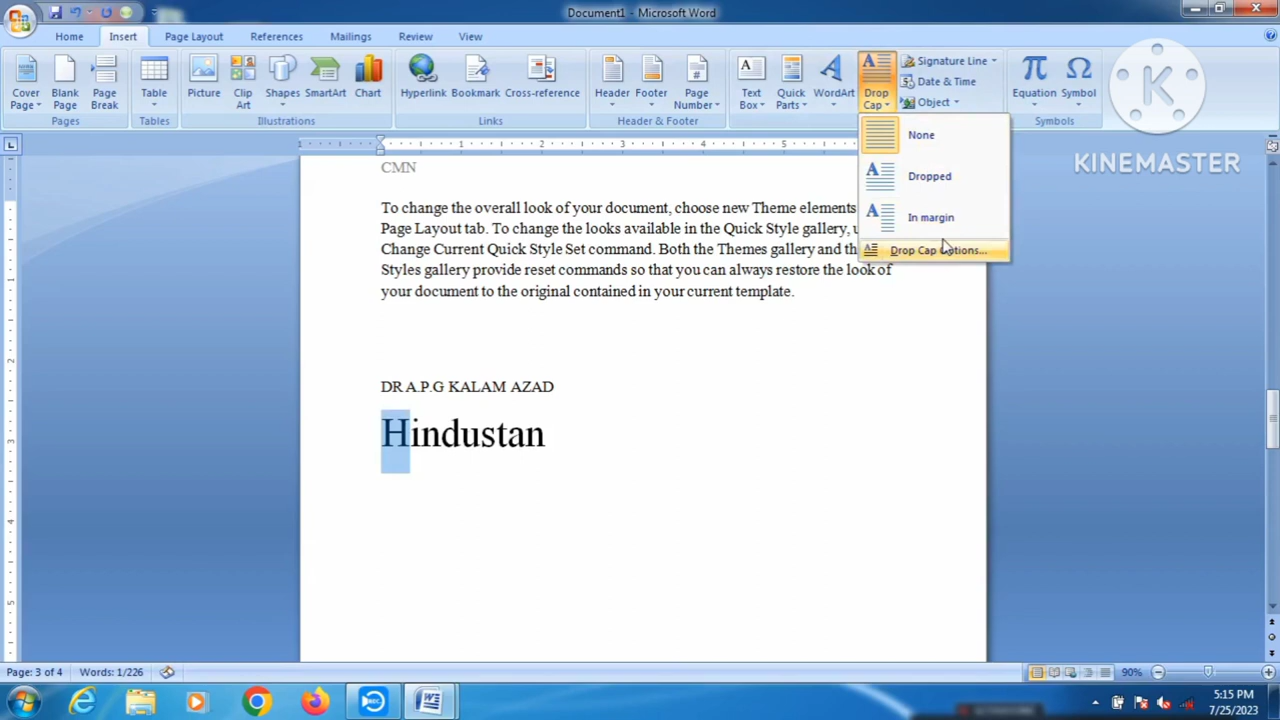 Document1 - Microsoft Word
Home Insert Page Layout References Mailings Review View
Cover Page Blank Page Page Break Table Picture Clip Art Shapes SmartArt Chart Hyperlink Bookmark Cross-reference Header Footer Page Number Text Box Quick Parts WordArt Drop Cap Signature Line Date & Time Object Equation Symbol
Pages Tables Illustrations Links Header & Footer Symbols
K
KINEMASTER
None
Dropped
In margin
Drop Cap Options...
CMN
To change the overall look of your document, choose new Theme elements
Page Layout tab. To change the looks available in the Quick Style gallery, u
Change Current Quick Style Set command. Both the Themes gallery and th
Styles gallery provide reset commands so that you can always restore the look of
your document to the original contained in your current template.
DR A.P.G KALAM AZAD
Hindustan
Page: 3 of 4 Words: 1/226 90%
5:15 PM
7/25/2023